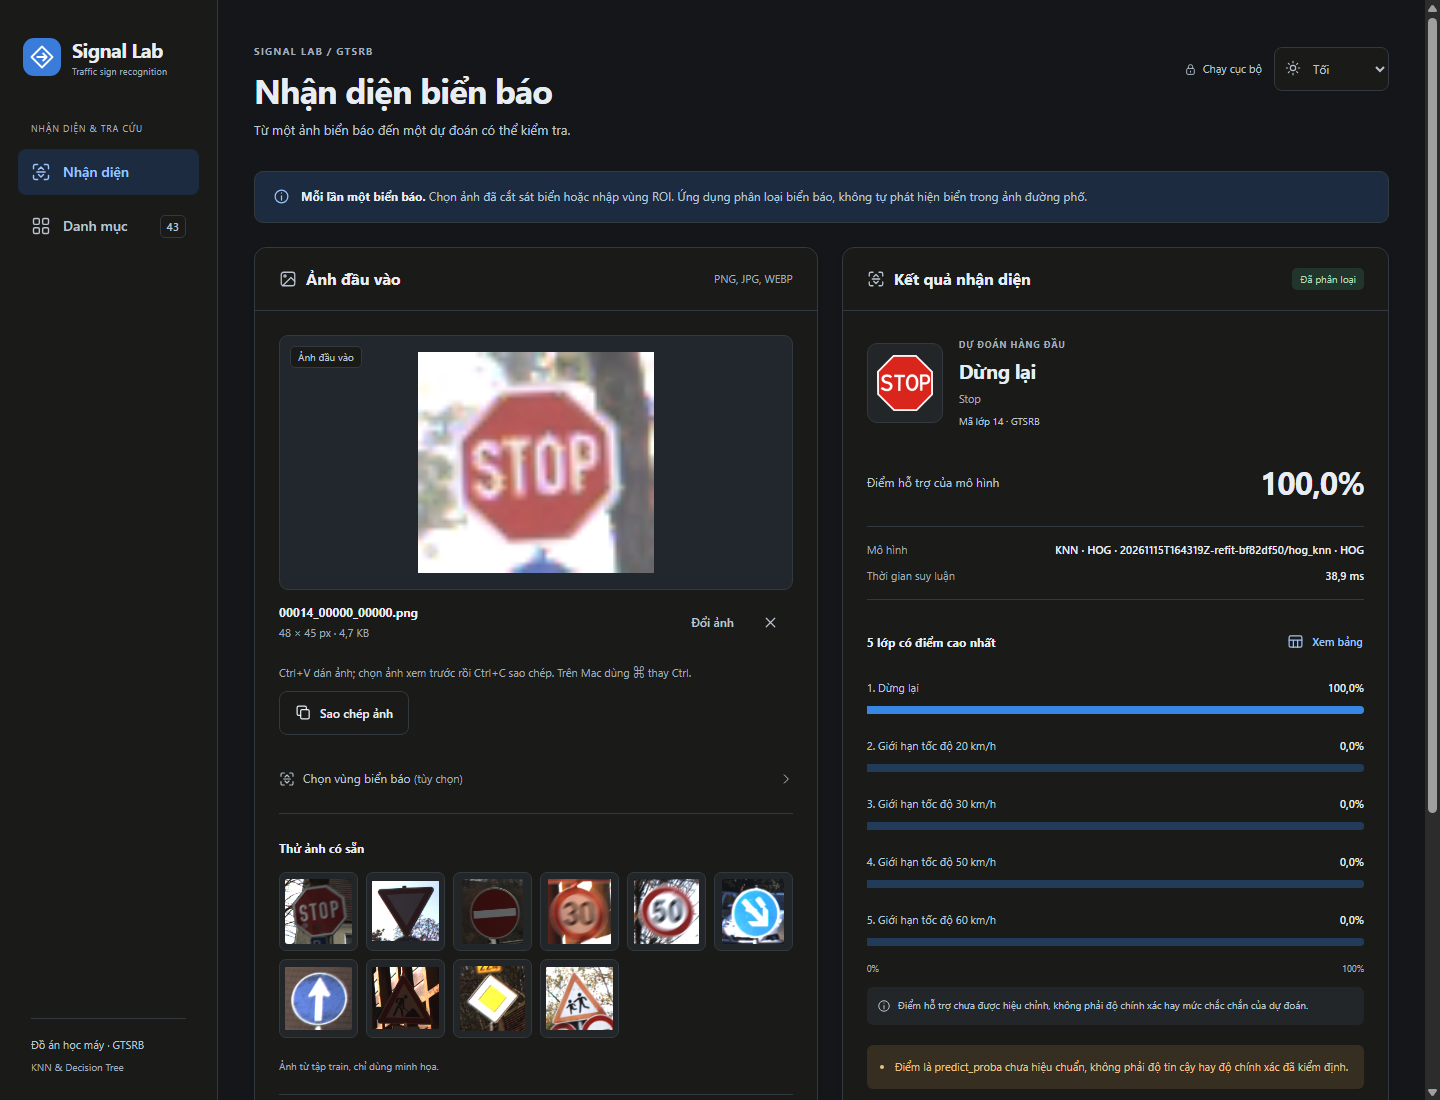 Signal Lab
Traffic sign recognition
NHẬN DIỆN & TRA CỨU
Nhận diện
Danh mục 43
Đồ án học máy · GTSRB
KNN & Decision Tree
SIGNAL LAB / GTSRB
Nhận diện biển báo
Từ một ảnh biển báo đến một dự đoán có thể kiểm tra.
Chạy cục bộ
Tối
Mỗi lần một biển báo. Chọn ảnh đã cắt sát biển hoặc nhập vùng ROI. Ứng dụng phân loại biển báo, không tự phát hiện biển trong ảnh đường phố.
Ảnh đầu vào
PNG, JPG, WEBP
Ảnh đầu vào
STOP
00014_00000_00000.png
48 × 45 px · 4,7 KB
Đổi ảnh
Ctrl+V dán ảnh; chọn ảnh xem trước rồi Ctrl+C sao chép. Trên Mac dùng ⌘ thay Ctrl.
Sao chép ảnh
Chọn vùng biển báo (tùy chọn)
Thử ảnh có sẵn
STOP
30
50
Ảnh từ tập train, chỉ dùng minh họa.
Kết quả nhận diện
Đã phân loại
STOP
DỰ ĐOÁN HÀNG ĐẦU
Dừng lại
Stop
Mã lớp 14 · GTSRB
Điểm hỗ trợ của mô hình
100,0%
Mô hình
KNN · HOG · 20261115T164319Z-refit-bf82df50/hog_knn · HOG
Thời gian suy luận
38,9 ms
5 lớp có điểm cao nhất
Xem bảng
1. Dừng lại
100,0%
2. Giới hạn tốc độ 20 km/h
0,0%
3. Giới hạn tốc độ 30 km/h
0,0%
4. Giới hạn tốc độ 50 km/h
0,0%
5. Giới hạn tốc độ 60 km/h
0,0%
0%
100%
Điểm hỗ trợ chưa được hiệu chỉnh, không phải độ chính xác hay mức chắc chắn của dự đoán.
Điểm là predict_proba chưa hiệu chuẩn, không phải độ tin cậy hay độ chính xác đã kiểm định.